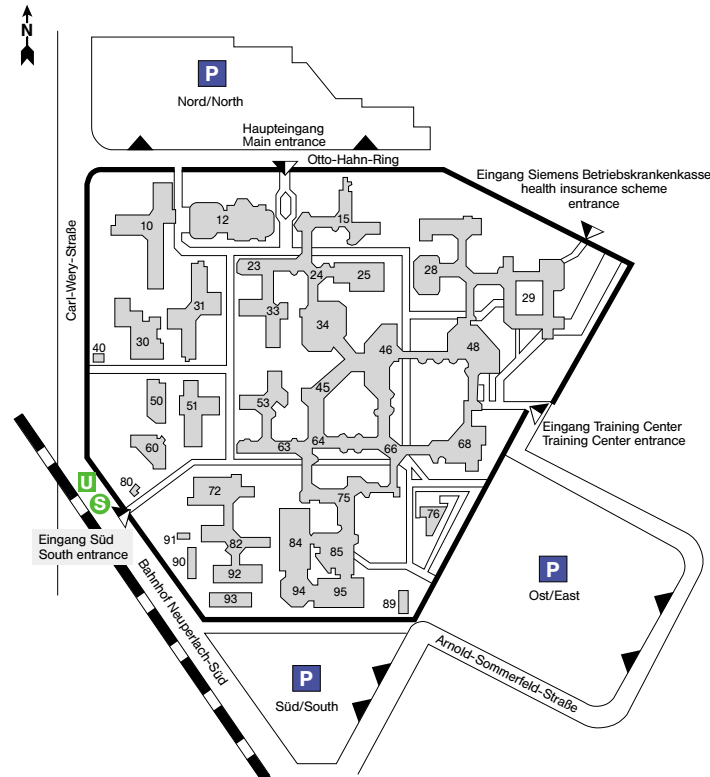 N
P
Nord/North
Haupteingang
Main entrance
Otto-Hahn-Ring
Eingang Siemens Betriebskrankenkasse
health insurance scheme
entrance
Carl-Wery-Straße
10
12
15
23
24
25
28
29
31
33
34
30
40
46
48
45
50
51
53
60
63
64
66
68
Eingang Training Center
Training Center entrance
80
U
S
72
75
76
Eingang Süd
South entrance
91
82
84
85
90
92
93
94
95
89
Bahnhof Neuperlach-Süd
P
Ost/East
Arnold-Sommerfeld-Straße
P
Süd/South